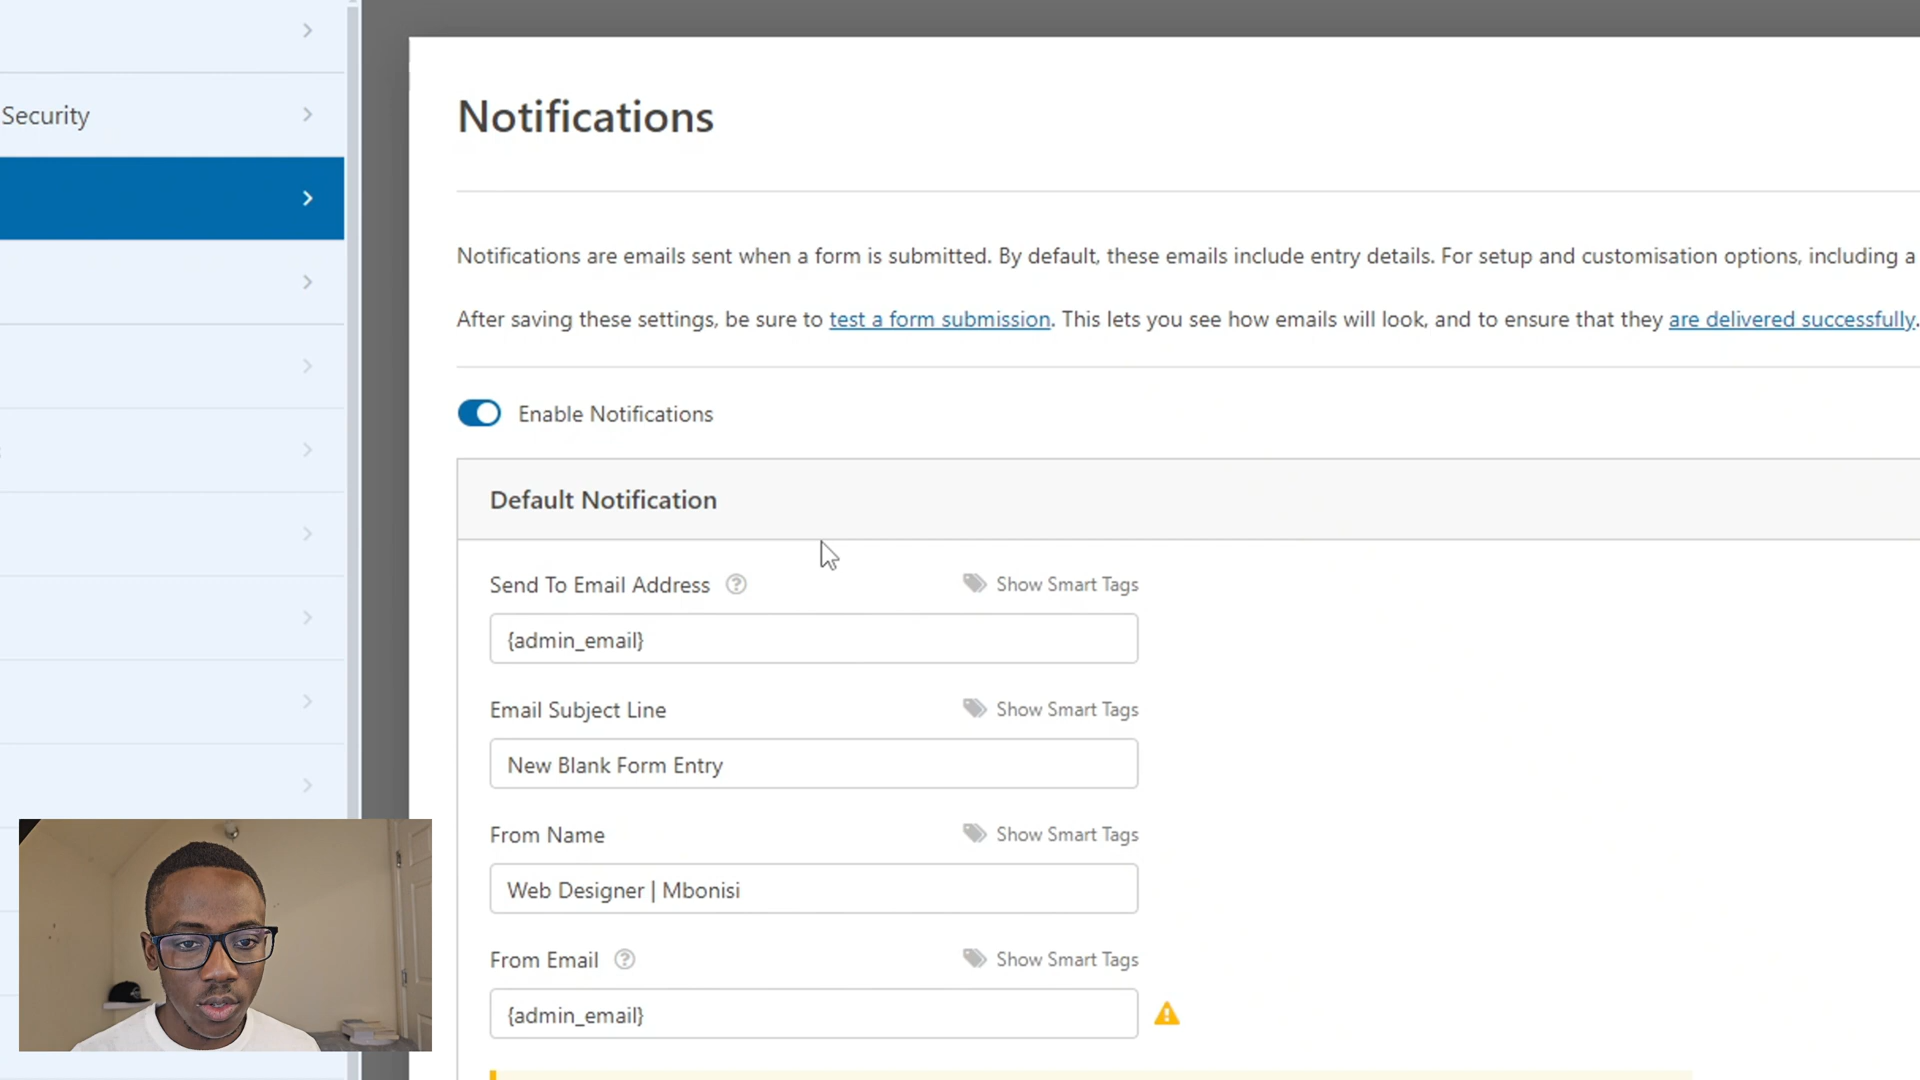 Security
Notifications
Notifications are emails sent when a form is submitted. By default, these emails include entry details. For setup and customisation options, including a
After saving these settings, be sure to test a form submission. This lets you see how emails will look, and to ensure that they are delivered successfully.
Enable Notifications
Default Notification
Send To Email Address
Show Smart Tags
{admin_email}
Email Subject Line
Show Smart Tags
New Blank Form Entry
From Name
Show Smart Tags
Web Designer | Mbonisi
From Email
Show Smart Tags
{admin_email}